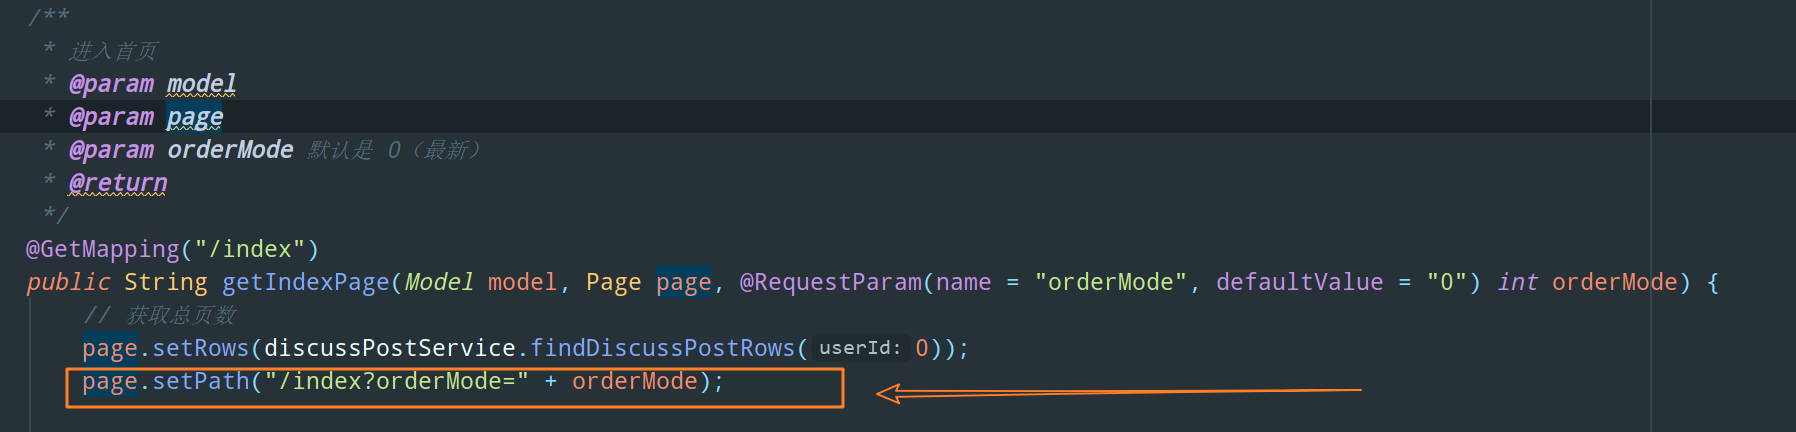 /**
* 进入首页
* @param model
* @param page
* @param orderMode 默认是 0（最新）
* @return
*/
@GetMapping("/index")
public String getIndexPage(Model model, Page page, @RequestParam(name = "orderMode", defaultValue = "0") int orderMode) {
// 获取总页数
page.setRows(discussPostService.findDiscussPostRows( userId: 0));
page.setPath("/index?orderMode=" + orderMode);